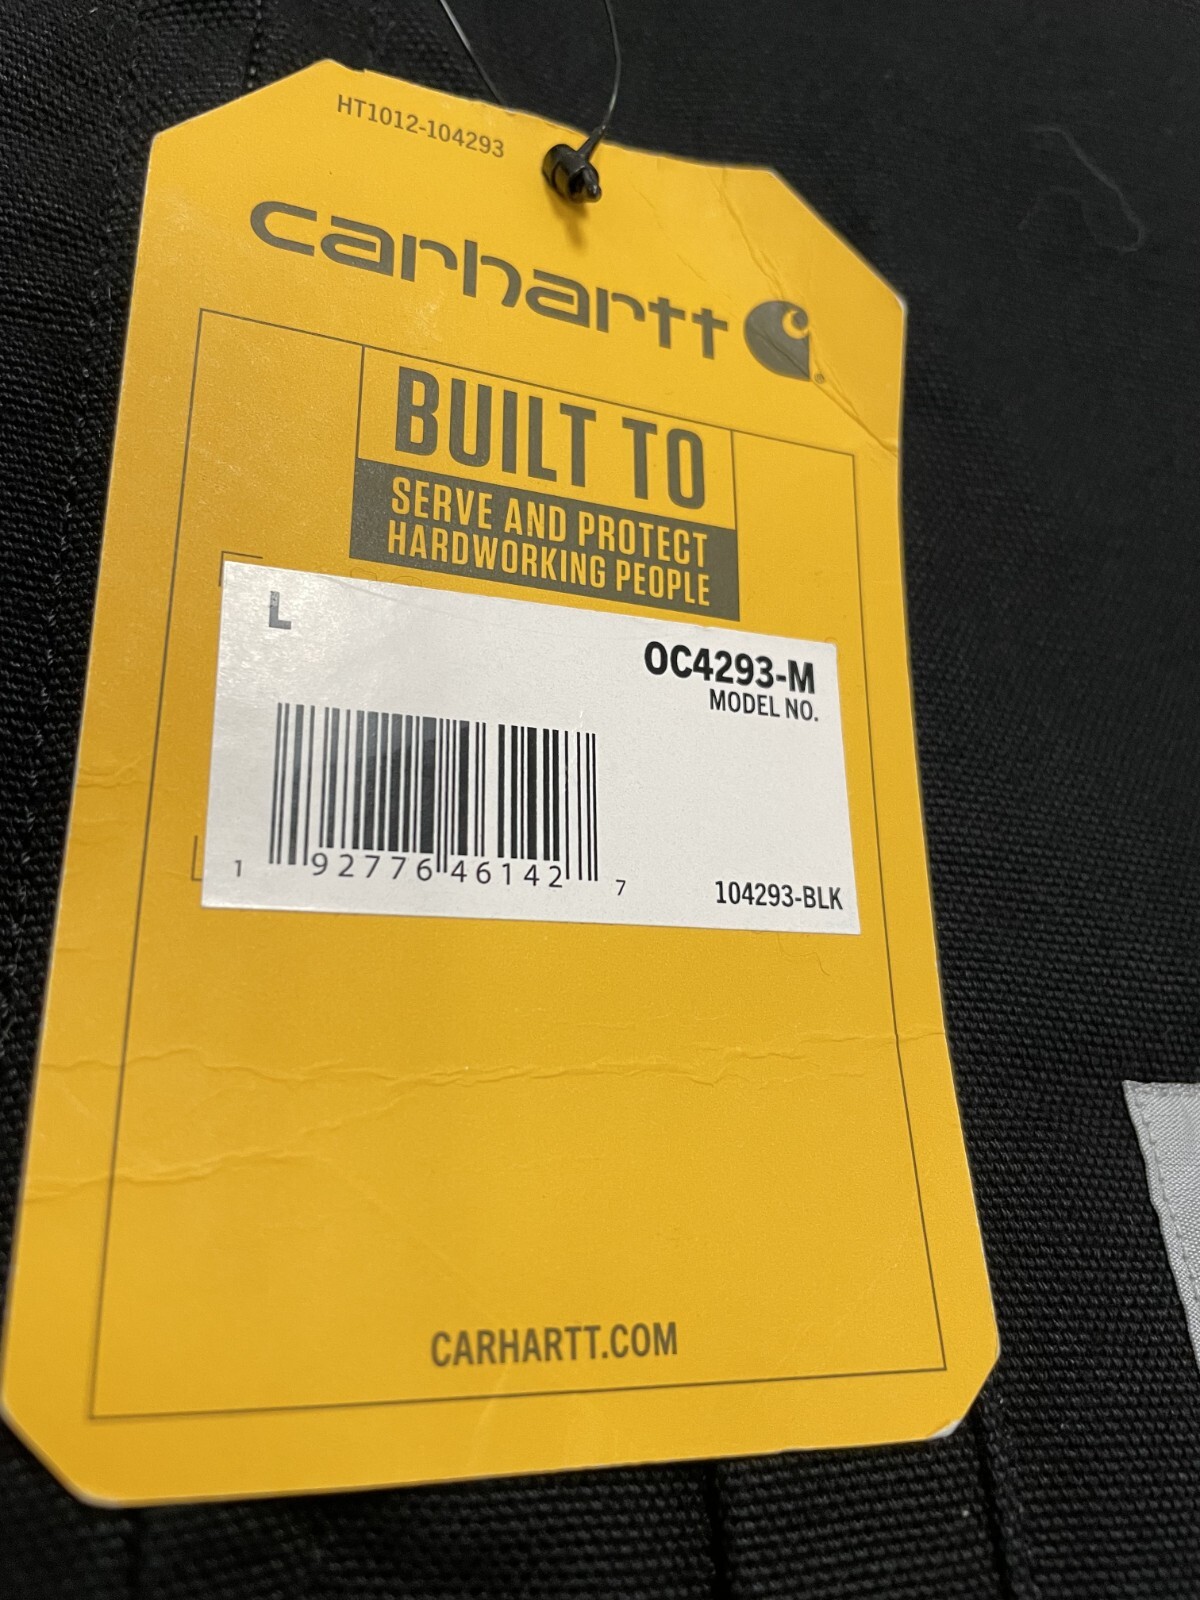 HT1012-104293
carhartt
BUILT TO
SERVE AND PROTECT
HARDWORKING PEOPLE
L
OC4293-M
MODEL NO.
1 92776 46142 7
104293-BLK
CARHARTT.COM